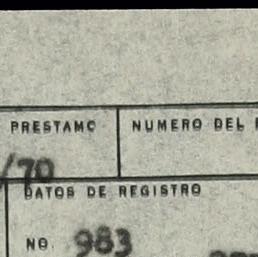 PRESTAMO NUMERO DEL
/70
DATOS DE REGISTRO
NO. 983